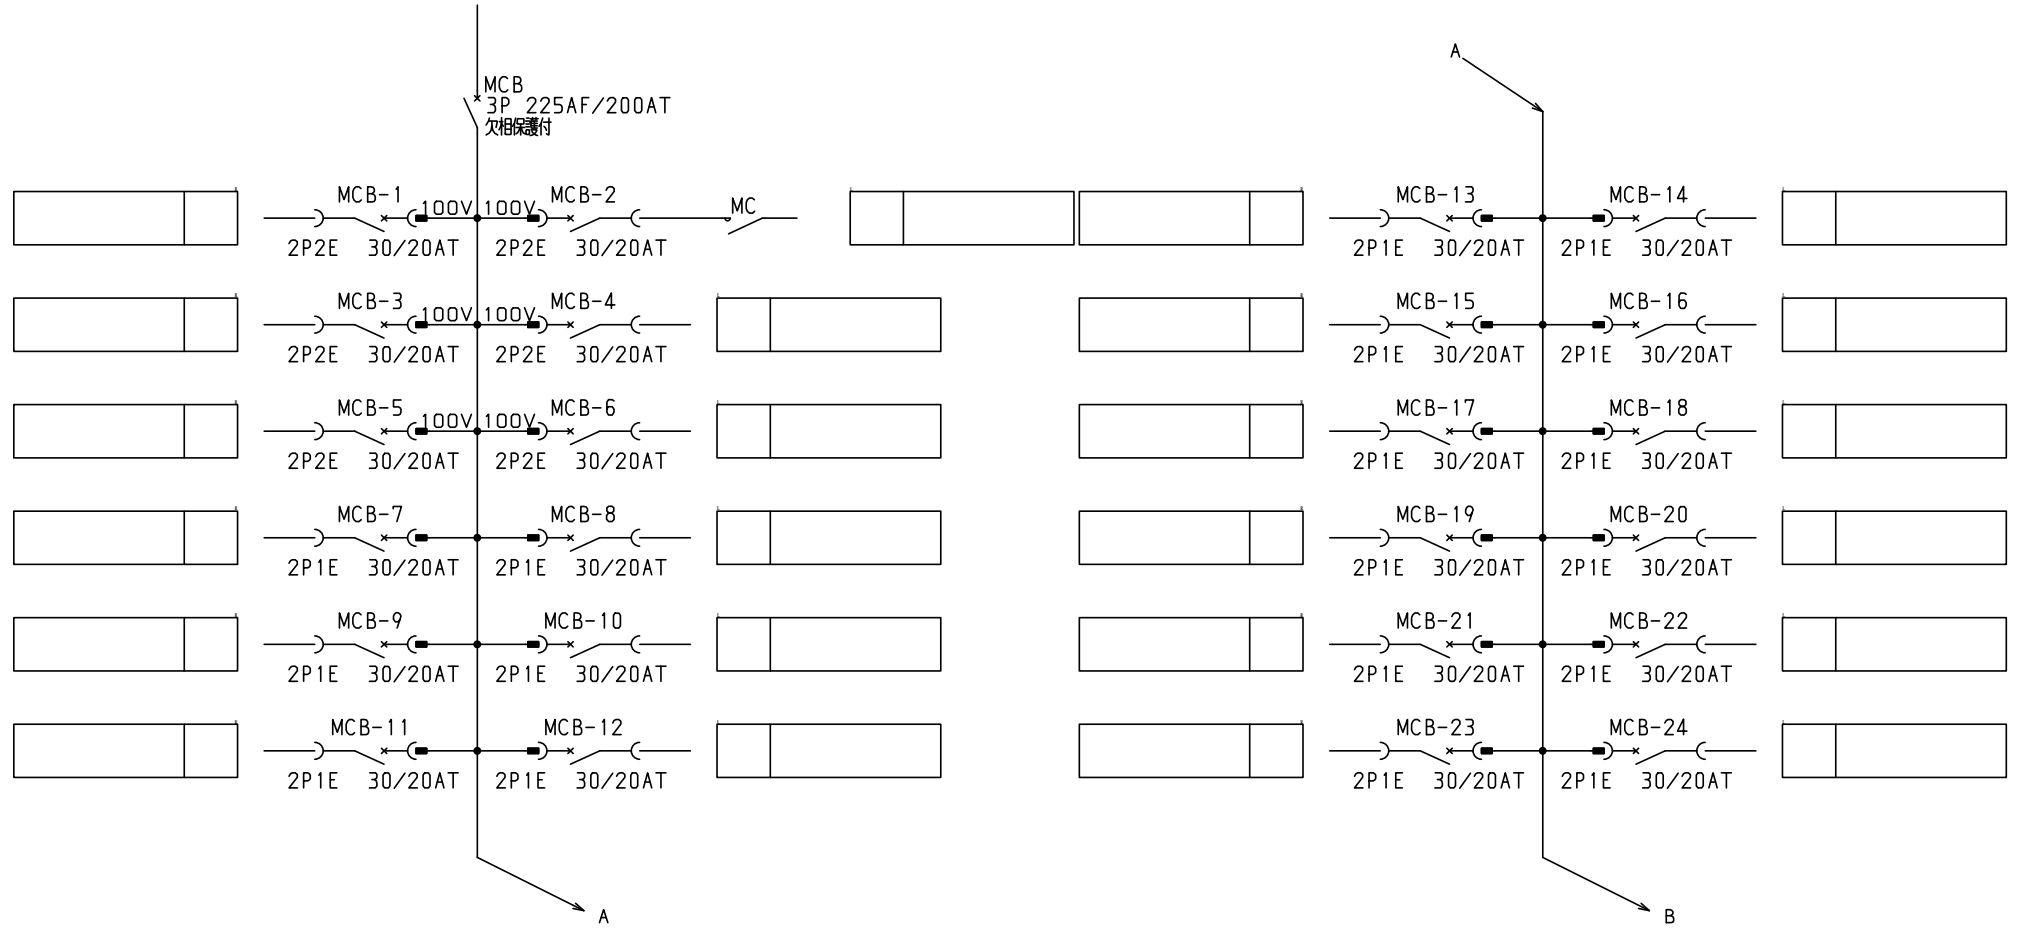 MCB
3P 225AF/200AT
欠相保護付
MCB-1 100V 100V MCB-2 MC
2P2E 30/20AT 2P2E 30/20AT
MCB-3 100V 100V MCB-4
2P2E 30/20AT 2P2E 30/20AT
MCB-5 100V 100V MCB-6
2P2E 30/20AT 2P2E 30/20AT
MCB-7 MCB-8
2P1E 30/20AT 2P1E 30/20AT
MCB-9 MCB-10
2P1E 30/20AT 2P1E 30/20AT
MCB-11 MCB-12
2P1E 30/20AT 2P1E 30/20AT
A
A
MCB-13 MCB-14
2P1E 30/20AT 2P1E 30/20AT
MCB-15 MCB-16
2P1E 30/20AT 2P1E 30/20AT
MCB-17 MCB-18
2P1E 30/20AT 2P1E 30/20AT
MCB-19 MCB-20
2P1E 30/20AT 2P1E 30/20AT
MCB-21 MCB-22
2P1E 30/20AT 2P1E 30/20AT
MCB-23 MCB-24
2P1E 30/20AT 2P1E 30/20AT
B